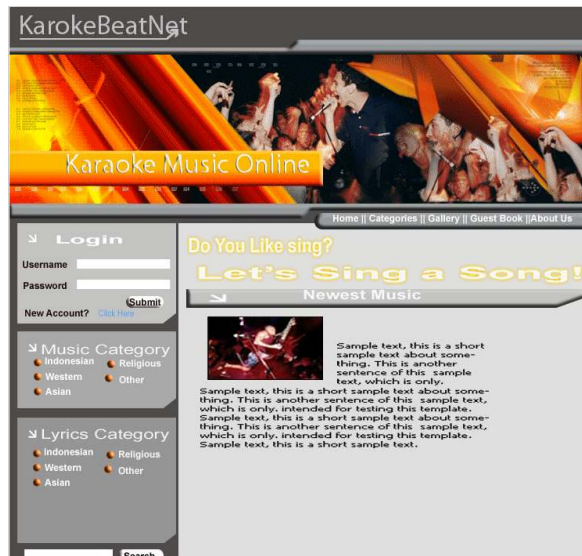 KarokeBeatNet
Karaoke Music Online
Home || Categories || Gallery || Guest Book ||About Us
Login
Username
Password
Submit
New Account? Click Here
Music Category
Indonesian
Religious
Western
Other
Asian
Lyrics Category
Indonesian
Religious
Western
Other
Asian
Search
Do You Like sing?
Let's Sing a Song!
Newest Music
Sample text, this is a short
sample text about some-
thing. This is another
sentence of this sample
text, which is only.
Sample text, this is a short sample text about some-
thing. This is another sentence of this sample text,
which is only. intended for testing this template.
Sample text, this is a short sample text about some-
thing. This is another sentence of this sample text,
which is only. intended for testing this template.
Sample text, this is a short sample text.